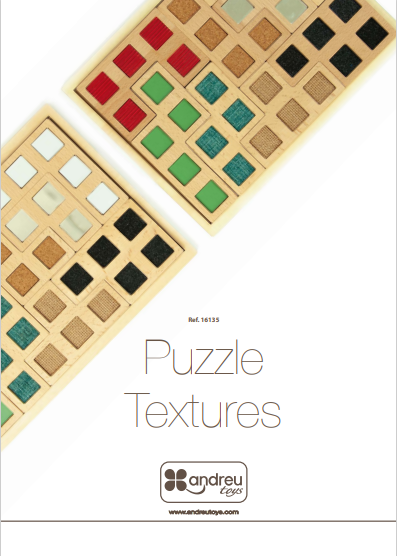 Ref. 16135
Puzzle
Textures
andreu
toys
www.andreutoys.com